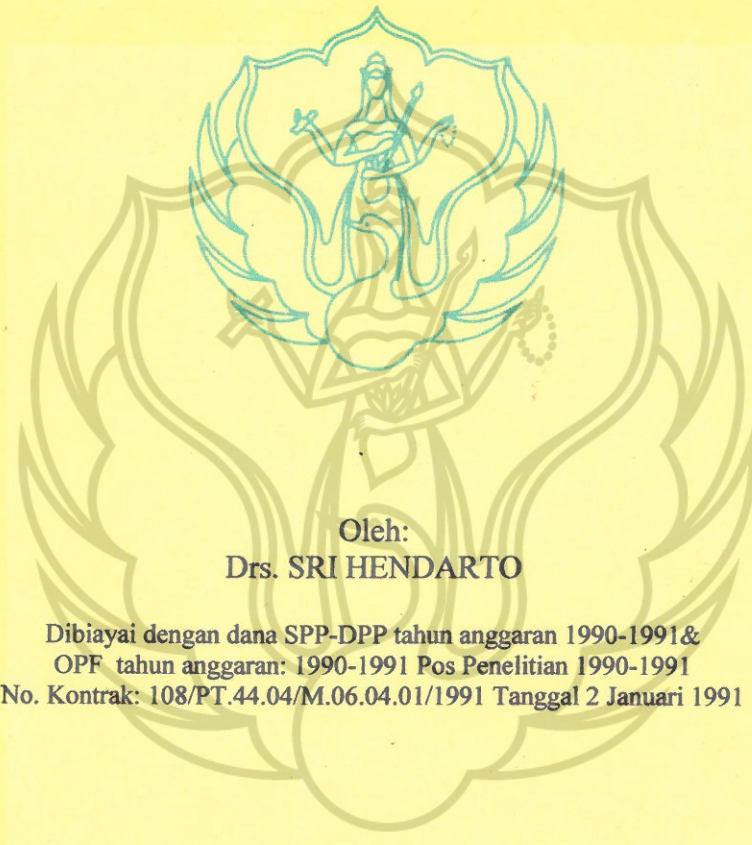 Oleh:
Drs. SRI HENDARTO
Dibiayai dengan dana SPP-DPP tahun anggaran 1990-1991&
OPF tahun anggaran: 1990-1991 Pos Penelitian 1990-1991
No. Kontrak: 108/PT.44.04/M.06.04.01/1991 Tanggal 2 Januari 1991